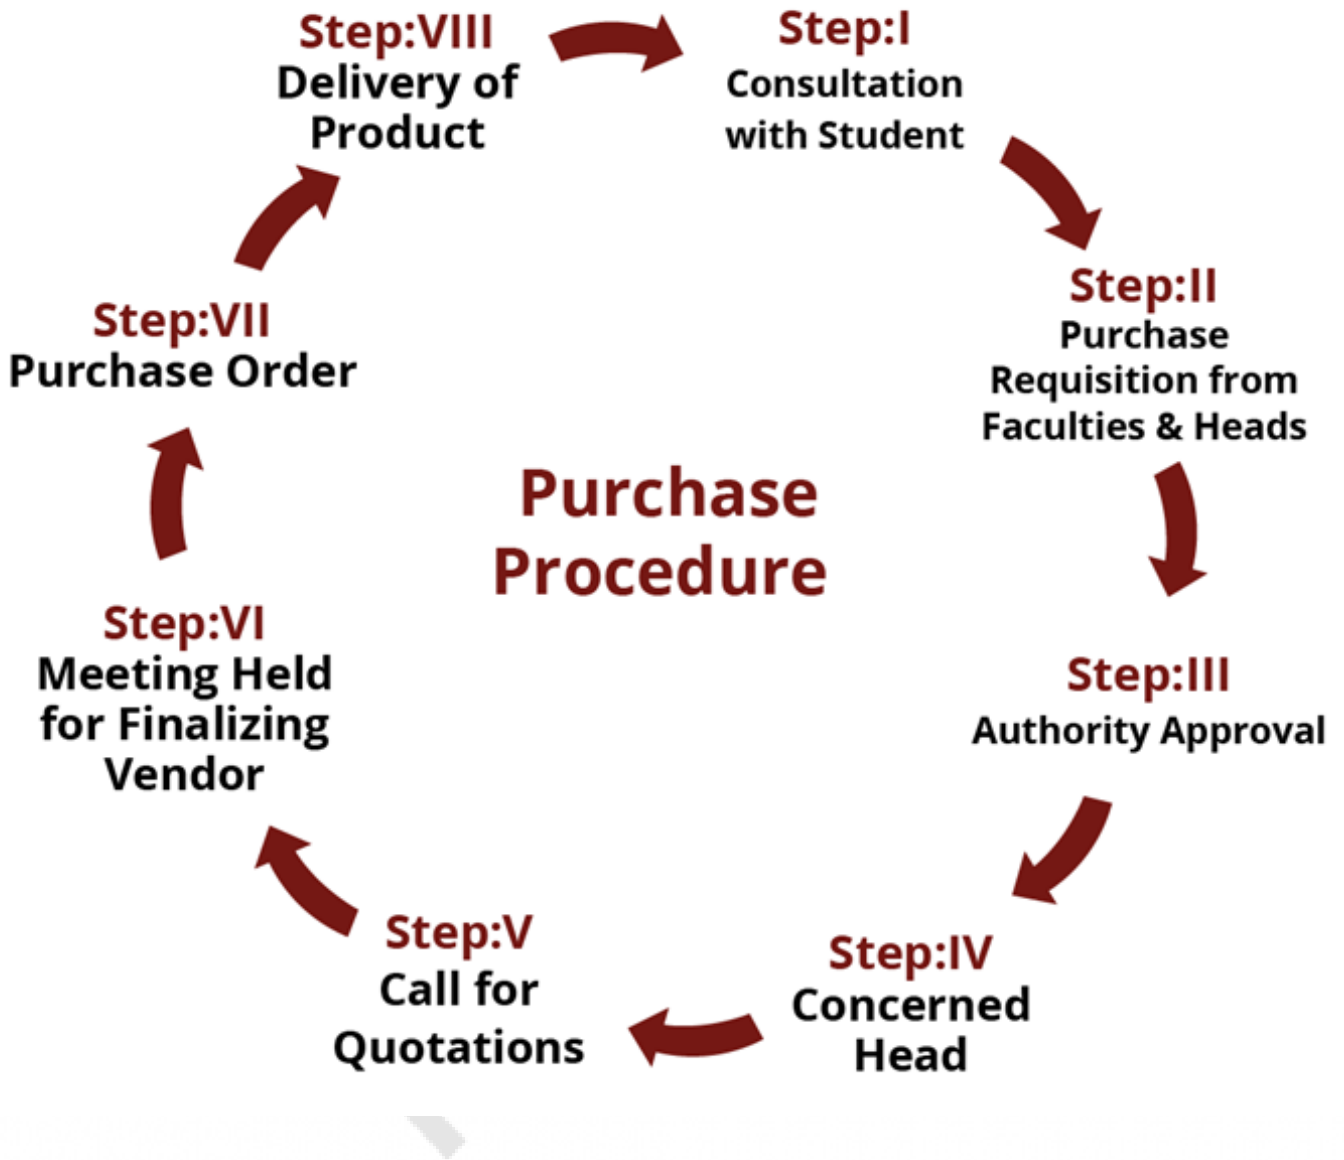 Step:I
Consultation
with Student
Step:II
Purchase
Requisition from
Faculties & Heads
Step:III
Authority Approval
Step:IV
Concerned
Head
Step:V
Call for
Quotations
Step:VI
Meeting Held
for Finalizing
Vendor
Step:VII
Purchase Order
Step:VIII
Delivery of
Product
Purchase
Procedure